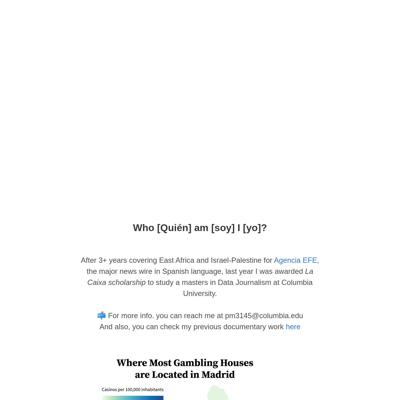 Who [Quién] am [soy] I [yo]?
After 3+ years covering East Africa and Israel-Palestine for Agencia EFE,
the major news wire in Spanish language, last year I was awarded La
Caixa scholarship to study a masters in Data Journalism at Columbia
University.
📫 For more info. you can reach me at pm3145@columbia.edu
And also, you can check my previous documentary work here
Where Most Gambling Houses
are Located in Madrid
Casinos per 100,000 inhabitants